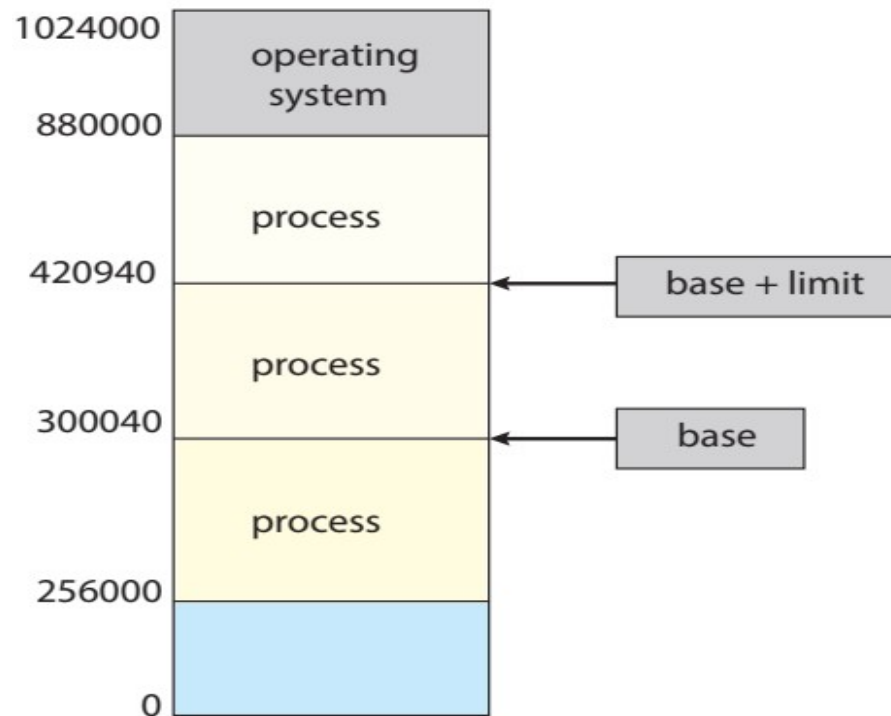 1024000
operating
system
880000
process
420940
base + limit
process
300040
base
process
256000
0